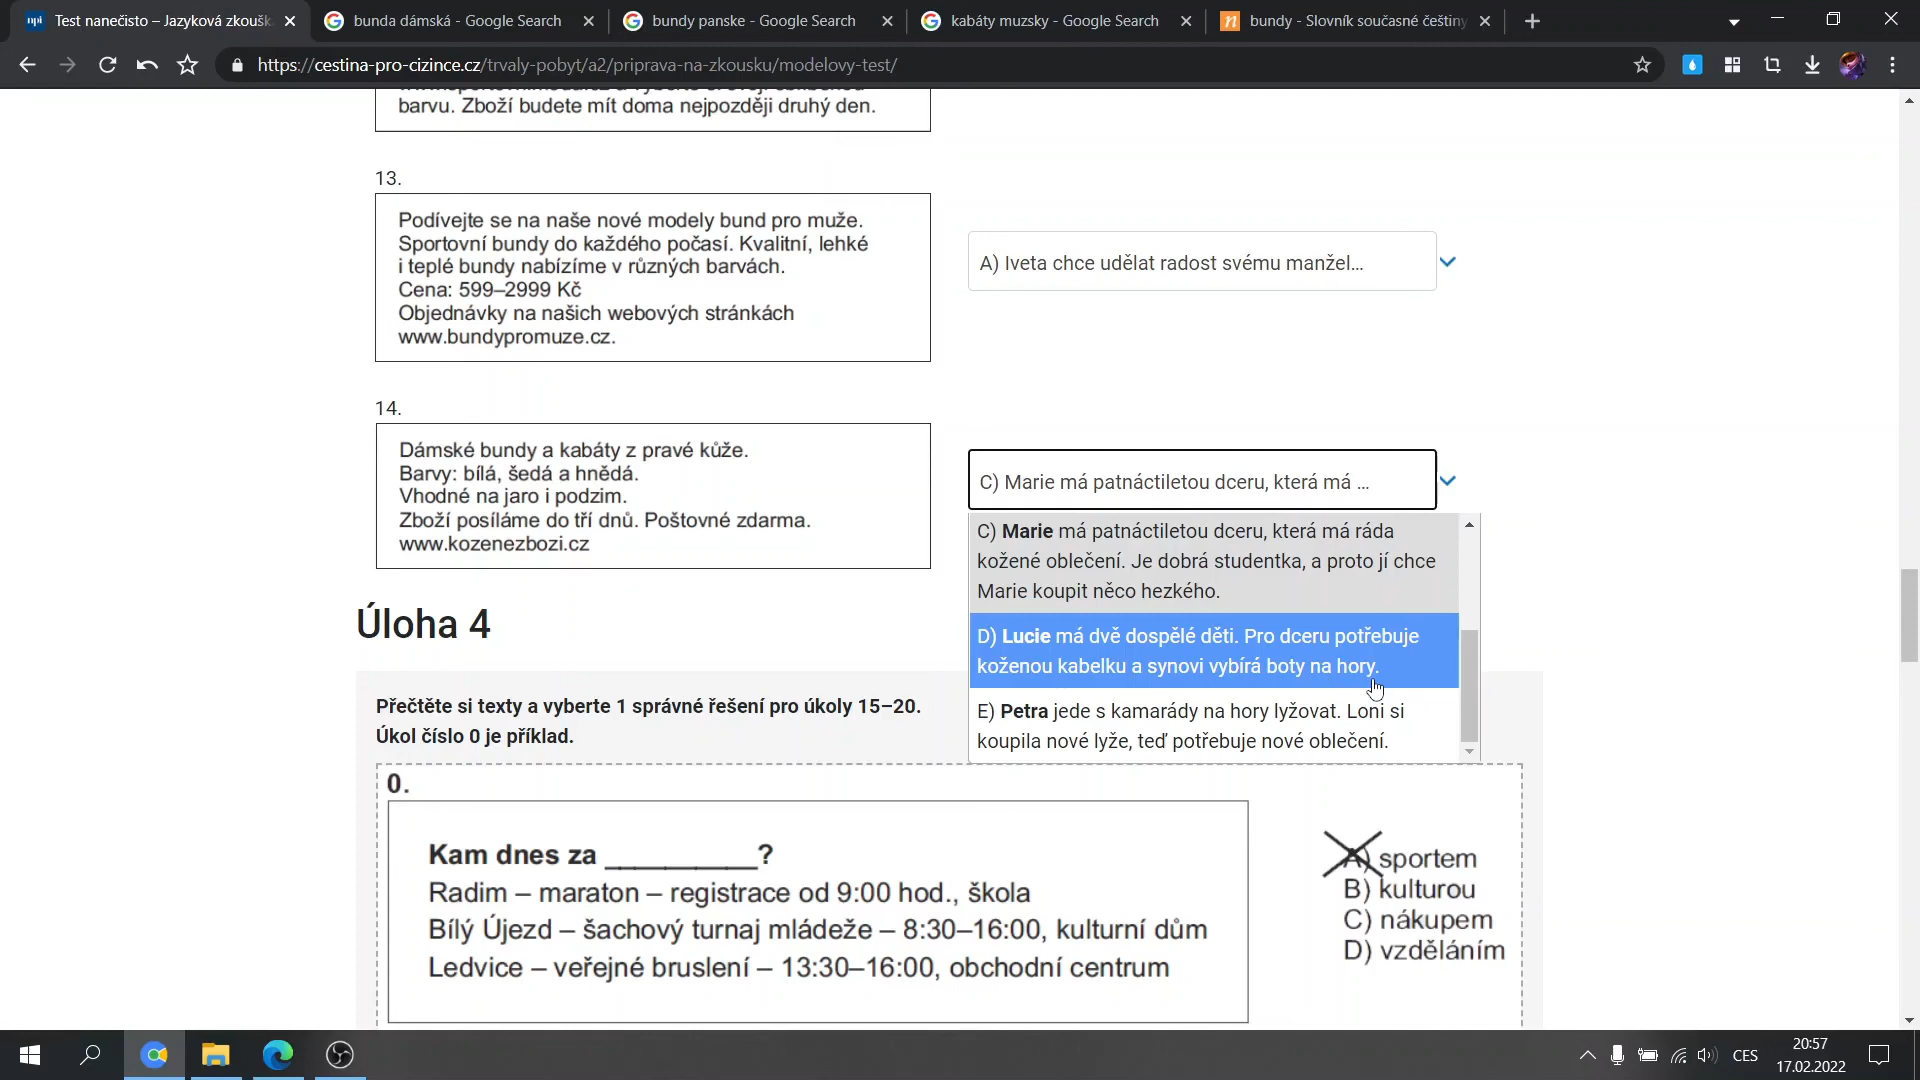 Test nanečisto – Jazyková zkoušk
bunda dámská - Google Search
bundy panske - Google Search
kabáty muzsky - Google Search
bundy - Slovník současné češtiny
https://cestina-pro-cizince.cz/trvaly-pobyt/a2/priprava-na-zkousku/modelovy-test/
barvu. Zboží budete mít doma nejpozději druhý den.
13.
Podívejte se na naše nové modely bund pro muže.
Sportovní bundy do každého počasí. Kvalitní, lehké
i teplé bundy nabízíme v různých barvách.
Cena: 599–2999 Kč
Objednávky na našich webových stránkách
www.bundypromuze.cz.
A) Iveta chce udělat radost svému manžel...
14.
Dámské bundy a kabáty z pravé kůže.
Barvy: bílá, šedá a hnědá.
Vhodné na jaro i podzim.
Zboží posíláme do tří dnů. Poštovné zdarma.
www.kozenezbozi.cz
C) Marie má patnáctiletou dceru, která má ...
C) Marie má patnáctiletou dceru, která má ráda
kožené oblečení. Je dobrá studentka, a proto jí chce
Marie koupit něco hezkého.
D) Lucie má dvě dospělé děti. Pro dceru potřebuje
koženou kabelku a synovi vybírá boty na hory.
E) Petra jede s kamarády na hory lyžovat. Loni si
koupila nové lyže, teď potřebuje nové oblečení.
Úloha 4
Přečtěte si texty a vyberte 1 správné řešení pro úkoly 15–20.
Úkol číslo 0 je příklad.
0.
Kam dnes za __________?
Radim – maraton – registrace od 9:00 hod., škola
Bílý Újezd – šachový turnaj mládeže – 8:30–16:00, kulturní dům
Ledvice – veřejné bruslení – 13:30–16:00, obchodní centrum
A) sportem
B) kulturou
C) nákupem
D) vzděláním
CES
20:57
17.02.2022